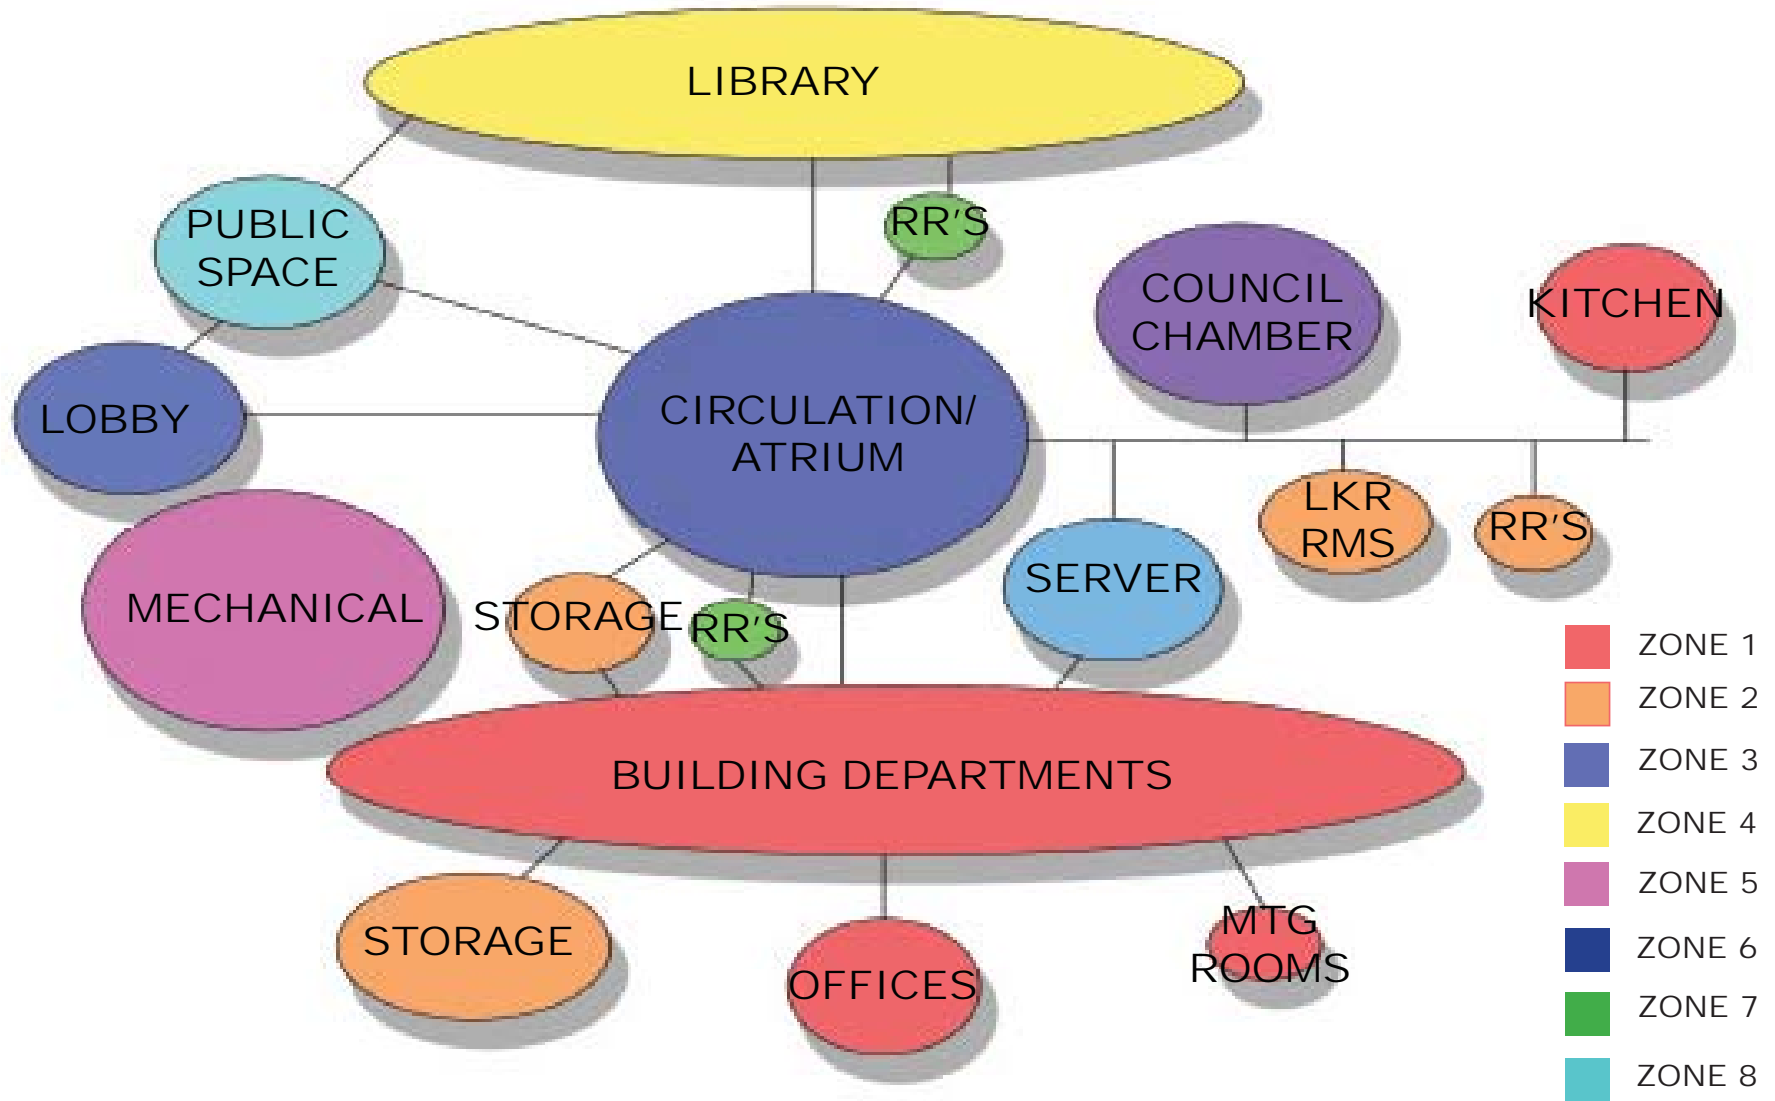 LIBRARY
PUBLIC
SPACE
RR'S
COUNCIL
CHAMBER
KITCHEN
LOBBY
CIRCULATION/
ATRIUM
LKR
RMS
RR'S
MECHANICAL
STORAGE
RR'S
SERVER
BUILDING DEPARTMENTS
STORAGE
OFFICES
MTG
ROOMS
ZONE 1
ZONE 2
ZONE 3
ZONE 4
ZONE 5
ZONE 6
ZONE 7
ZONE 8